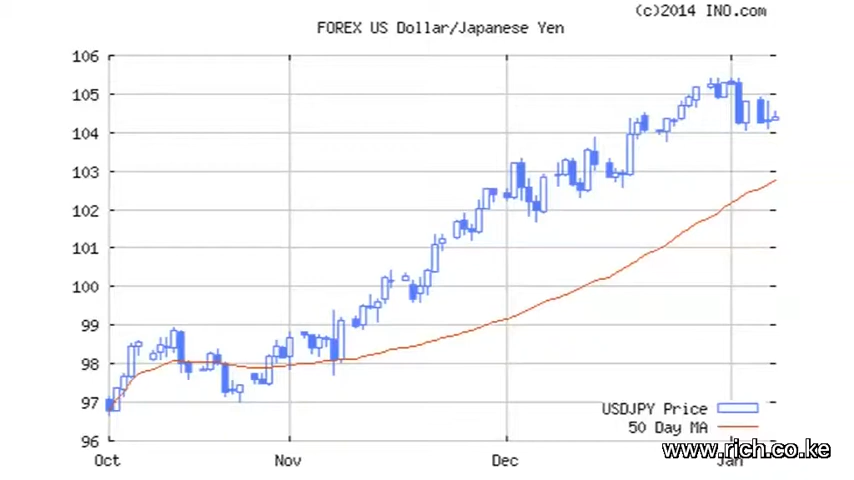 (c)2014 INO.com
FOREX US Dollar/Japanese Yen
106
105
104
103
102
101
100
99
98
97
96
Oct Nov Dec Jan
USDJPY Price
50 Day MA
www.rich.co.ke